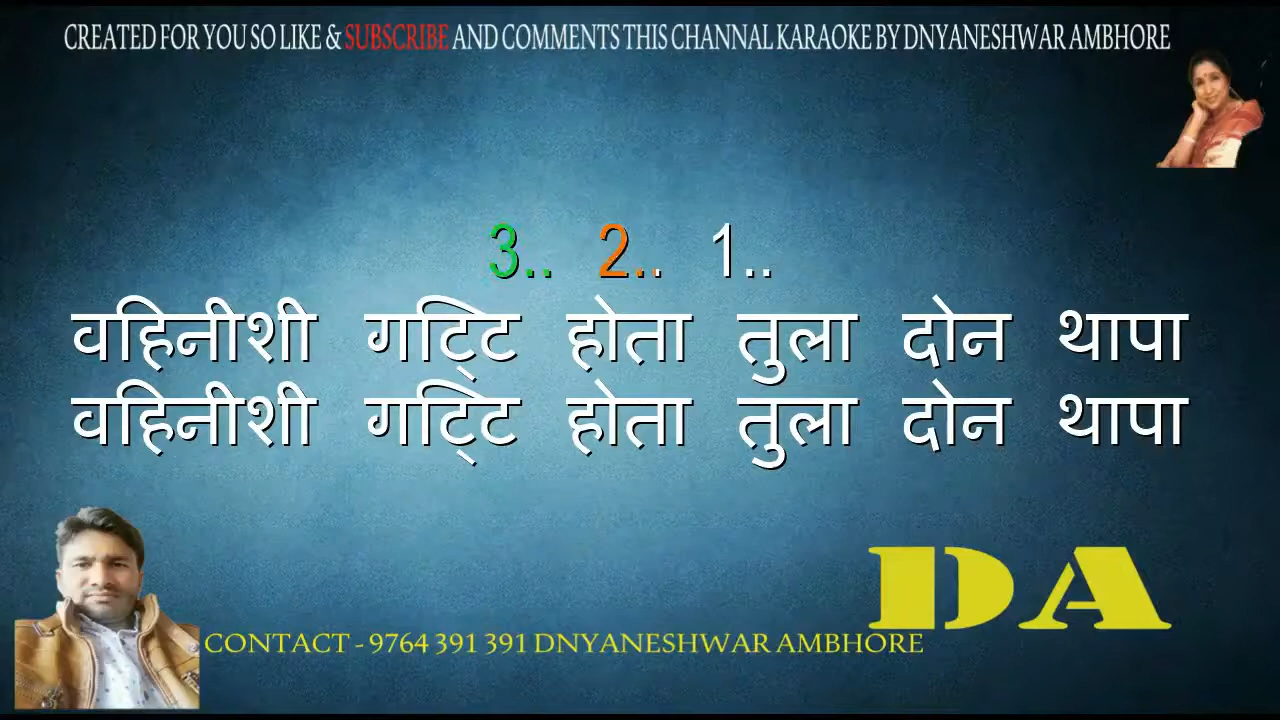 CREATED FOR YOU SO LIKE & SUBSCRIBE AND COMMENTS THIS CHANNAL KARAOKE BY DNYANESHWAR AMBHORE
3.. 2.. 1..
वहिनीशी गट्टि होता तुला दोन थापा
वहिनीशी गट्टि होता तुला दोन थापा
DA
CONTACT - 9764 391 391 DNYANESHWAR AMBHORE